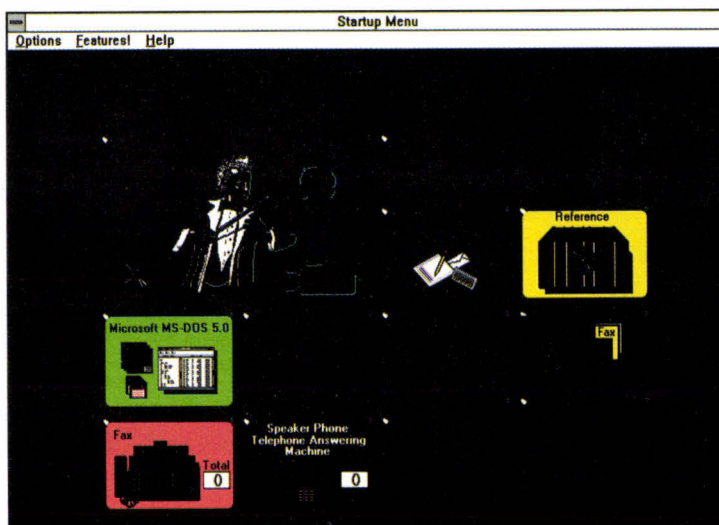 Startup Menu
Options Features! Help
Reference
Microsoft MS-DOS 5.0
Fax
Fax
Total
0
Speaker Phone
Telephone Answering
Machine
0